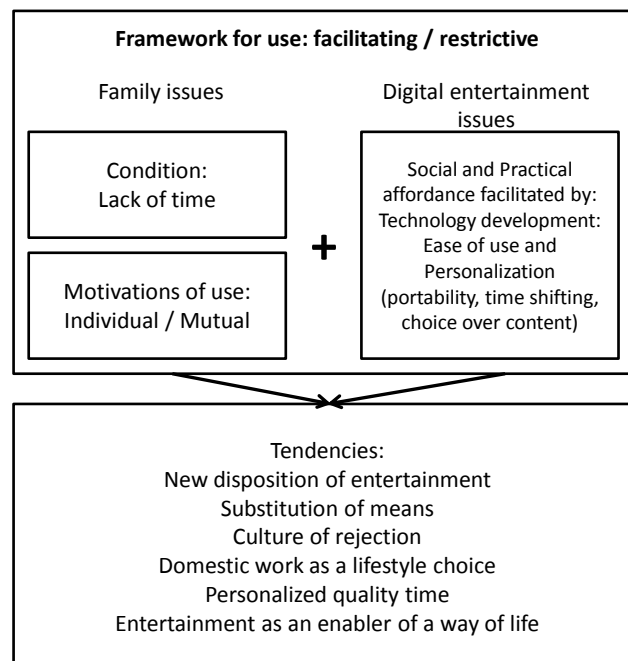 Framework for use: facilitating / restrictive
Family issues
Condition:
Lack of time
Motivations of use:
Individual / Mutual
+
Digital entertainment
issues
Social and Practical
affordance facilitated by:
Technology development:
Ease of use and
Personalization
(portability, time shifting,
choice over content)
Tendencies:
New disposition of entertainment
Substitution of means
Culture of rejection
Domestic work as a lifestyle choice
Personalized quality time
Entertainment as an enabler of a way of life